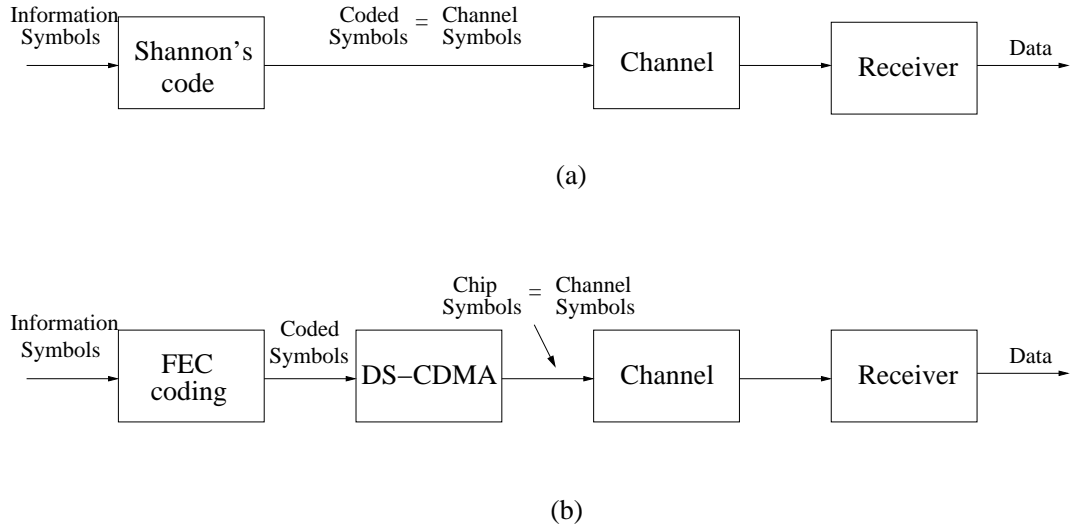 Information
Symbols
Shannon's
code
Coded = Channel
Symbols Symbols
Channel
Receiver
Data
(a)
Information
Symbols
FEC
coding
Coded
Symbols
DS−CDMA
Chip = Channel
Symbols Symbols
Channel
Receiver
Data
(b)